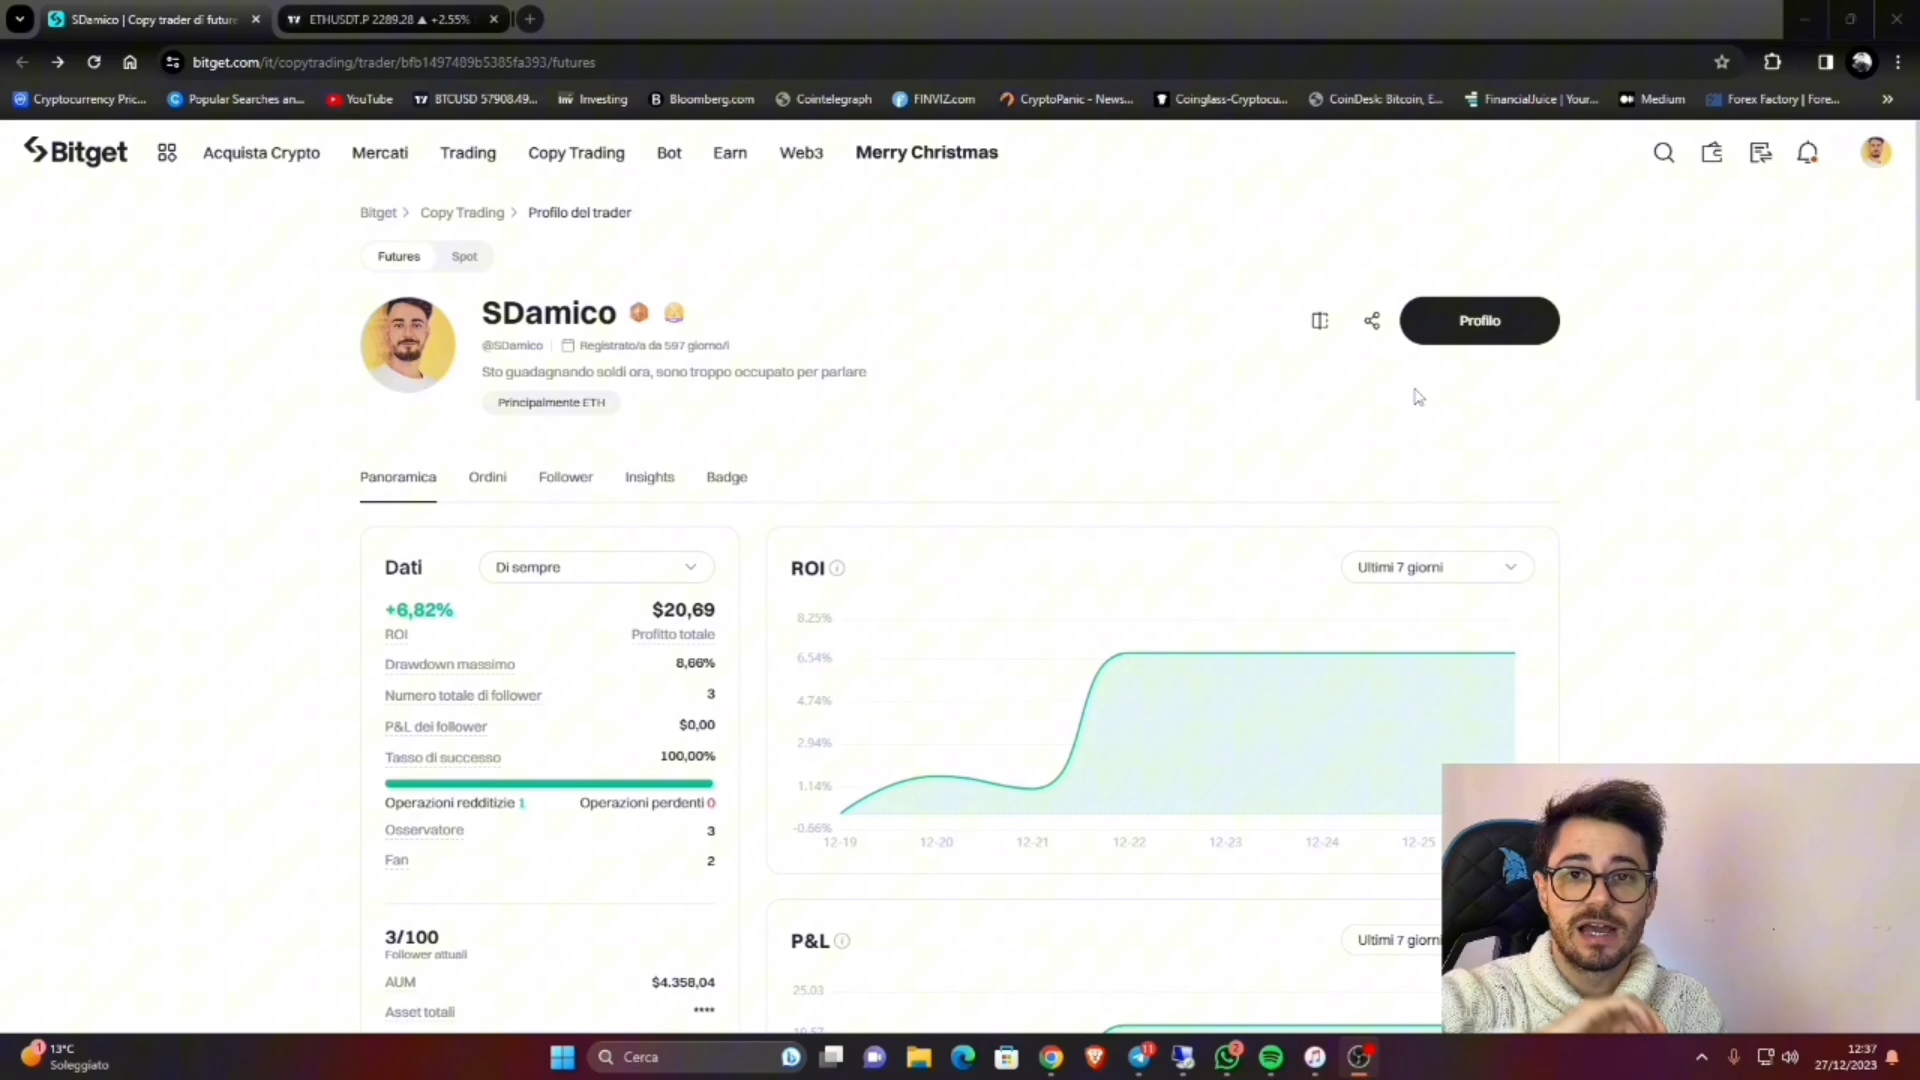 SDamico | Copy trader di future
ETHUSDT.P 2289.28 ▲ +2.55%
bitget.com/it/copytrading/trader/bfb1497489b5385fa393/futures
Cryptocurrency Pric...
Popular Searches an...
YouTube
BTCUSD 57908.49...
Investing
Bloomberg.com
Cointelegraph
FINVIZ.com
CryptoPanic - News...
Coinglass-Cryptocu...
CoinDesk: Bitcoin, E...
FinancialJuice | Your...
Medium
Forex Factory | Fore...
Bitget
Acquista Crypto
Mercati
Trading
Copy Trading
Bot
Earn
Web3
Merry Christmas
Bitget > Copy Trading > Profilo del trader
Futures
Spot
SDamico
@SDamico
Registrato/a da 597 giorno/i
Sto guadagnando soldi ora, sono troppo occupato per parlare
Principalmente ETH
Profilo
Panoramica
Ordini
Follower
Insights
Badge
Dati
Di sempre
+6,82%
$20,69
ROI
Profitto totale
Drawdown massimo
8,66%
Numero totale di follower
3
P&L dei follower
$0,00
Tasso di successo
100,00%
Operazioni redditizie 1
Operazioni perdenti 0
Osservatore
3
Fan
2
3/100
Follower attuali
AUM
$4.358,04
Asset totali
****
ROI
Ultimi 7 giorni
8.25%
6.54%
4.74%
2.94%
1.14%
-0.66%
12-19
12-20
12-21
12-22
12-23
12-24
12-25
P&L
Ultimi 7 giorni
25.03
13°C
Soleggiato
Cerca
12:37
27/12/2023